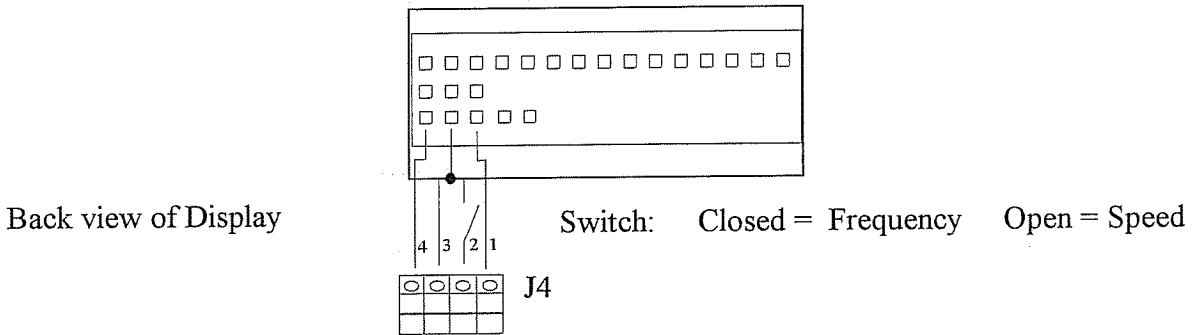 Back view of Display
Switch: Closed = Frequency Open = Speed
4 3 2 1
J4